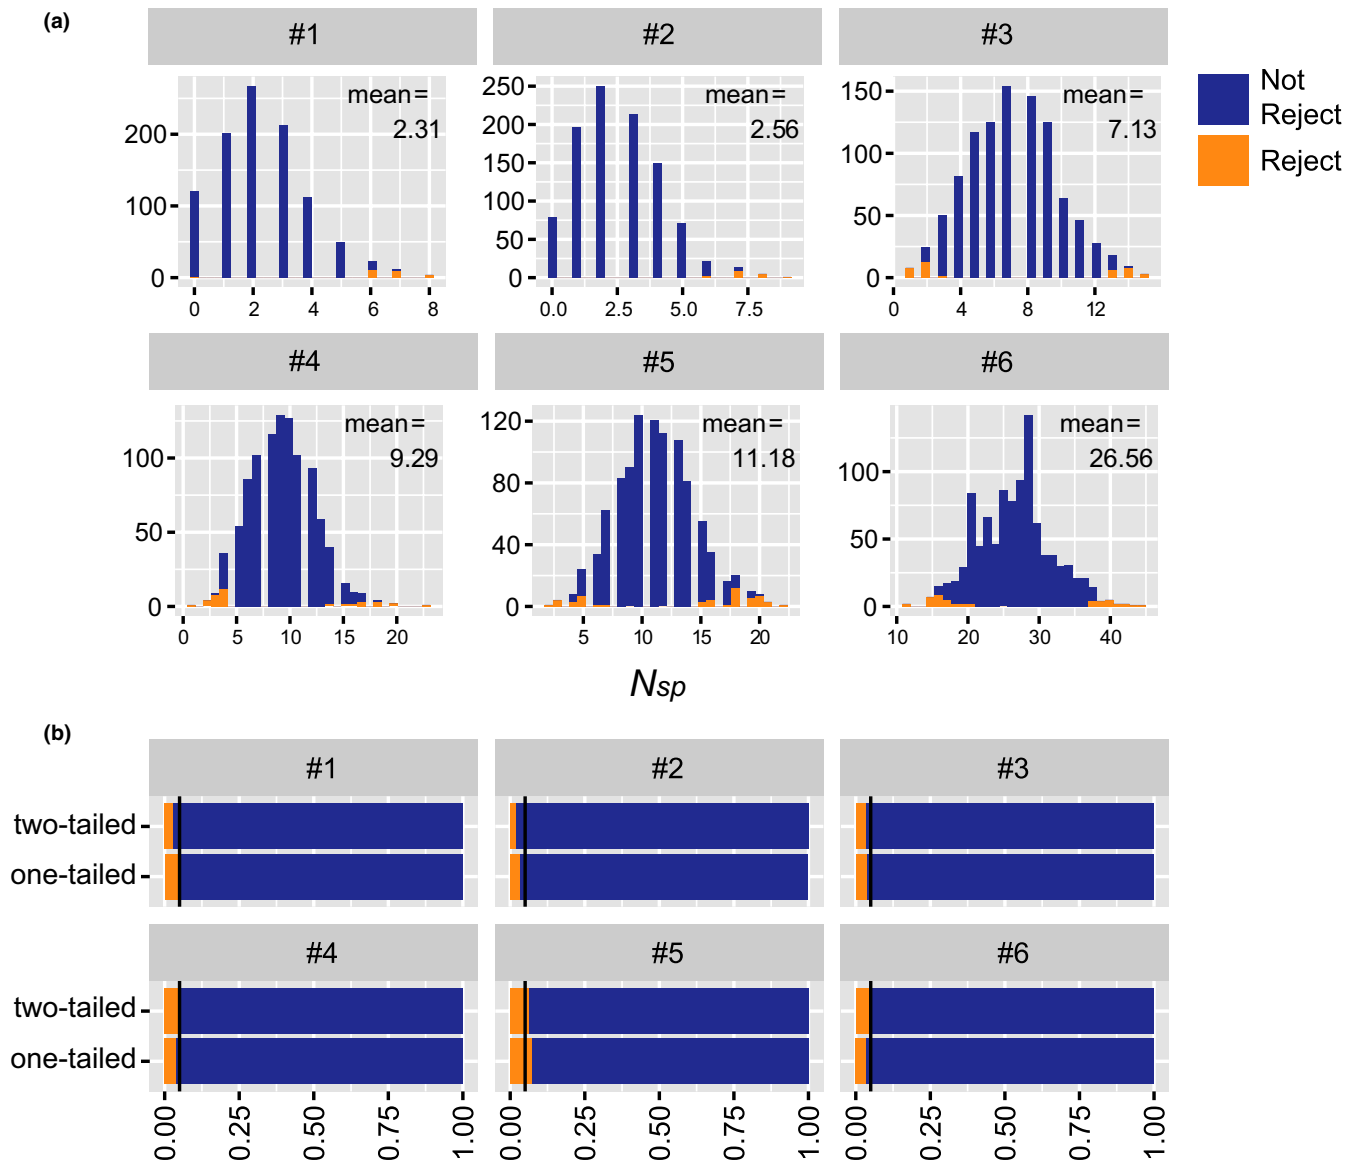 (a)
#1
#2
#3
Not
Reject
Reject
mean=
2.31
200
100
0
0 2 4 6 8
mean=
2.56
250
200
150
100
50
0
0.0 2.5 5.0 7.5
mean=
7.13
150
100
50
0
0 4 8 12
#4
#5
#6
mean=
9.29
100
50
0
0 5 10 15 20
mean=
11.18
120
80
40
0
5 10 15 20
mean=
26.56
100
50
0
10 20 30 40
Nsp
(b)
#1
#2
#3
two-tailed
one-tailed
#4
#5
#6
two-tailed
one-tailed
0.00 0.25 0.50 0.75 1.00
0.00 0.25 0.50 0.75 1.00
0.00 0.25 0.50 0.75 1.00